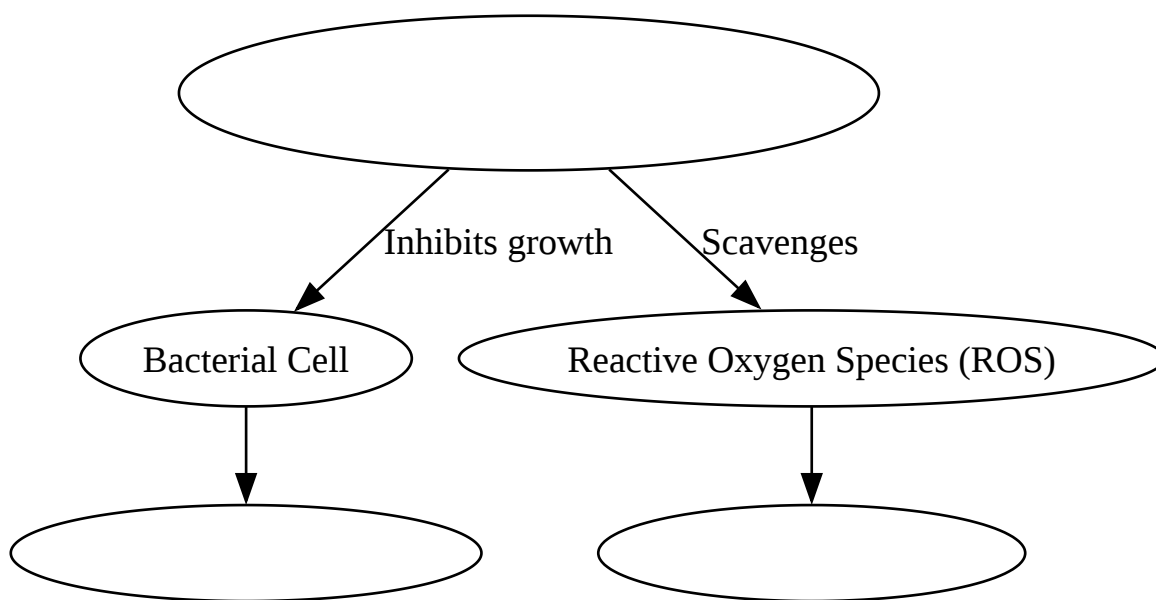 Inhibits growth
Scavenges
Bacterial Cell
Reactive Oxygen Species (ROS)